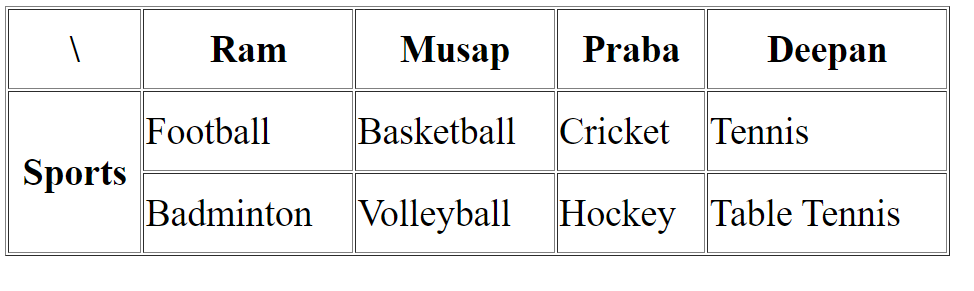 \ Ram Musap Praba Deepan
Football Basketball Cricket Tennis
Sports
Badminton Volleyball Hockey Table Tennis